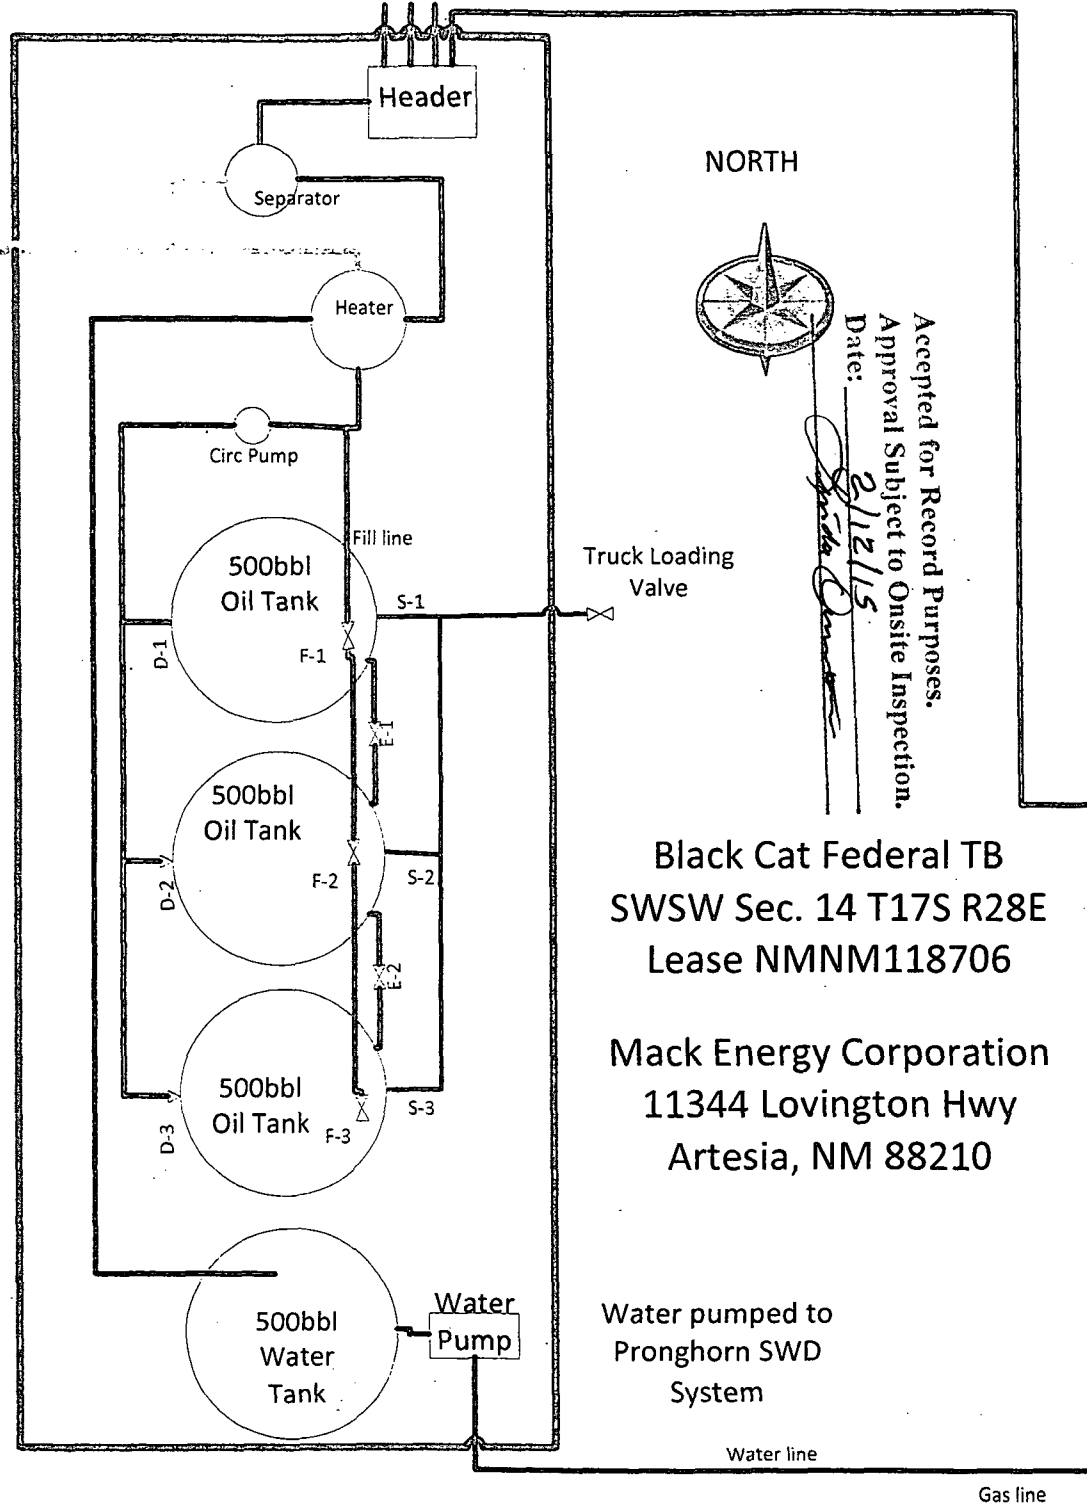 Header
NORTH
Separator
Heater
Accepted for Record Purposes.
Approval Subject to Onsite Inspection.
Date: 2/12/15
Circ Pump
Fill line
500bbl
Oil Tank
Truck Loading
Valve
S-1
D-1
F-1
E-1
500bbl
Oil Tank
F-2
S-2
D-2
E-2
Black Cat Federal TB
SWSW Sec. 14 T17S R28E
Lease NMNM118706
Mack Energy Corporation
11344 Lovington Hwy
Artesia, NM 88210
500bbl
Oil Tank
F-3
S-3
D-3
500bbl
Water
Tank
Water
Pump
Water pumped to
Pronghorn SWD
System
Water line
Gas line